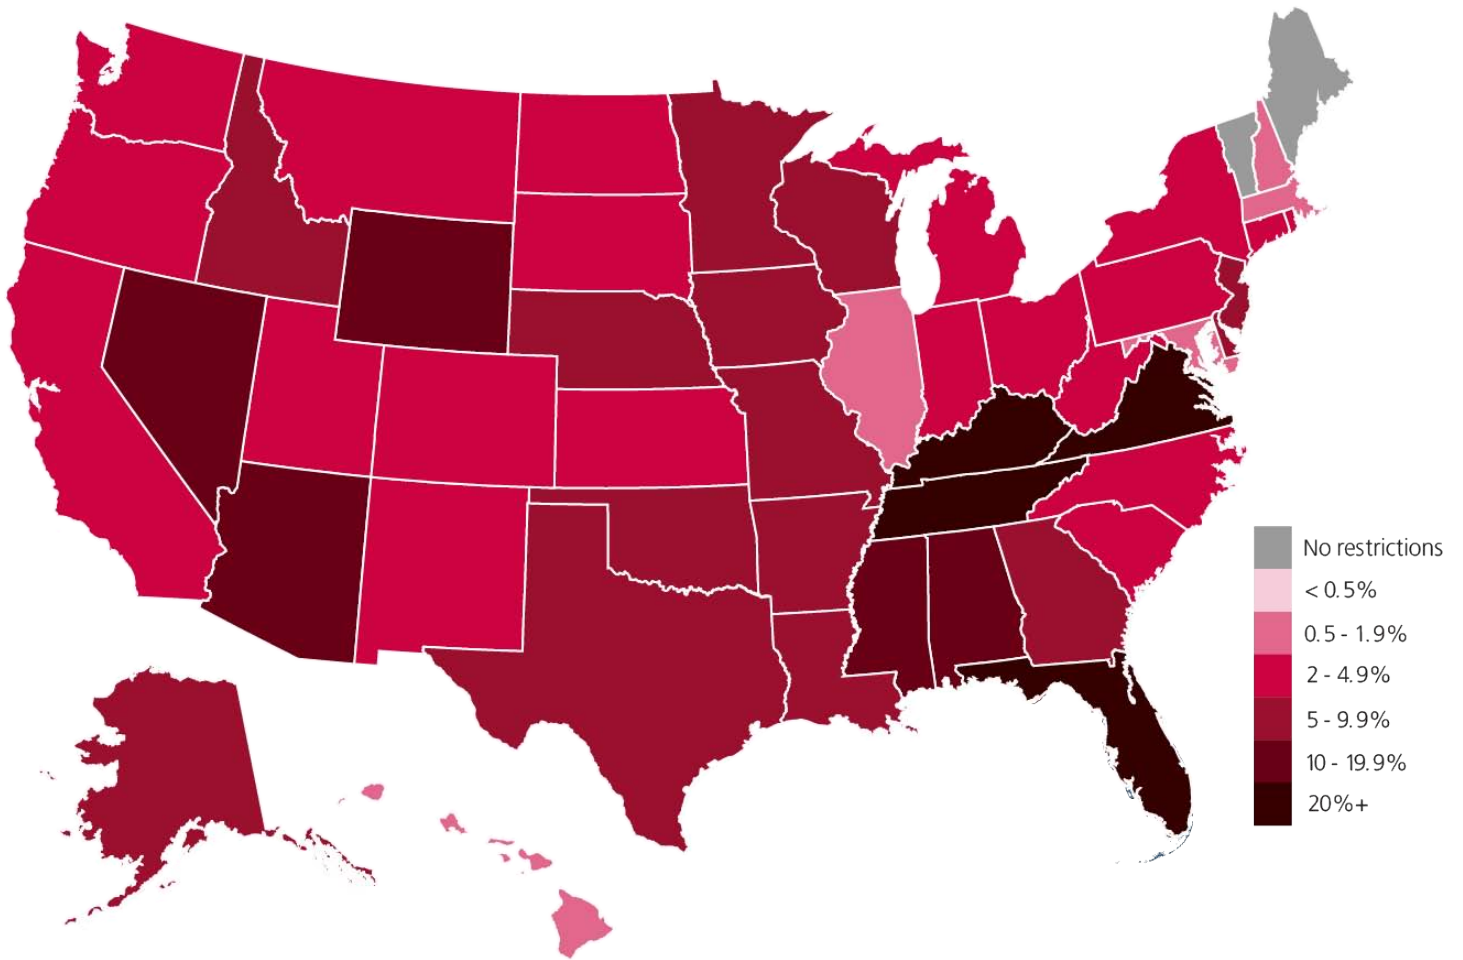 No restrictions
< 0.5%
0.5 - 1.9%
2 - 4.9%
5 - 9.9%
10 - 19.9%
20%+